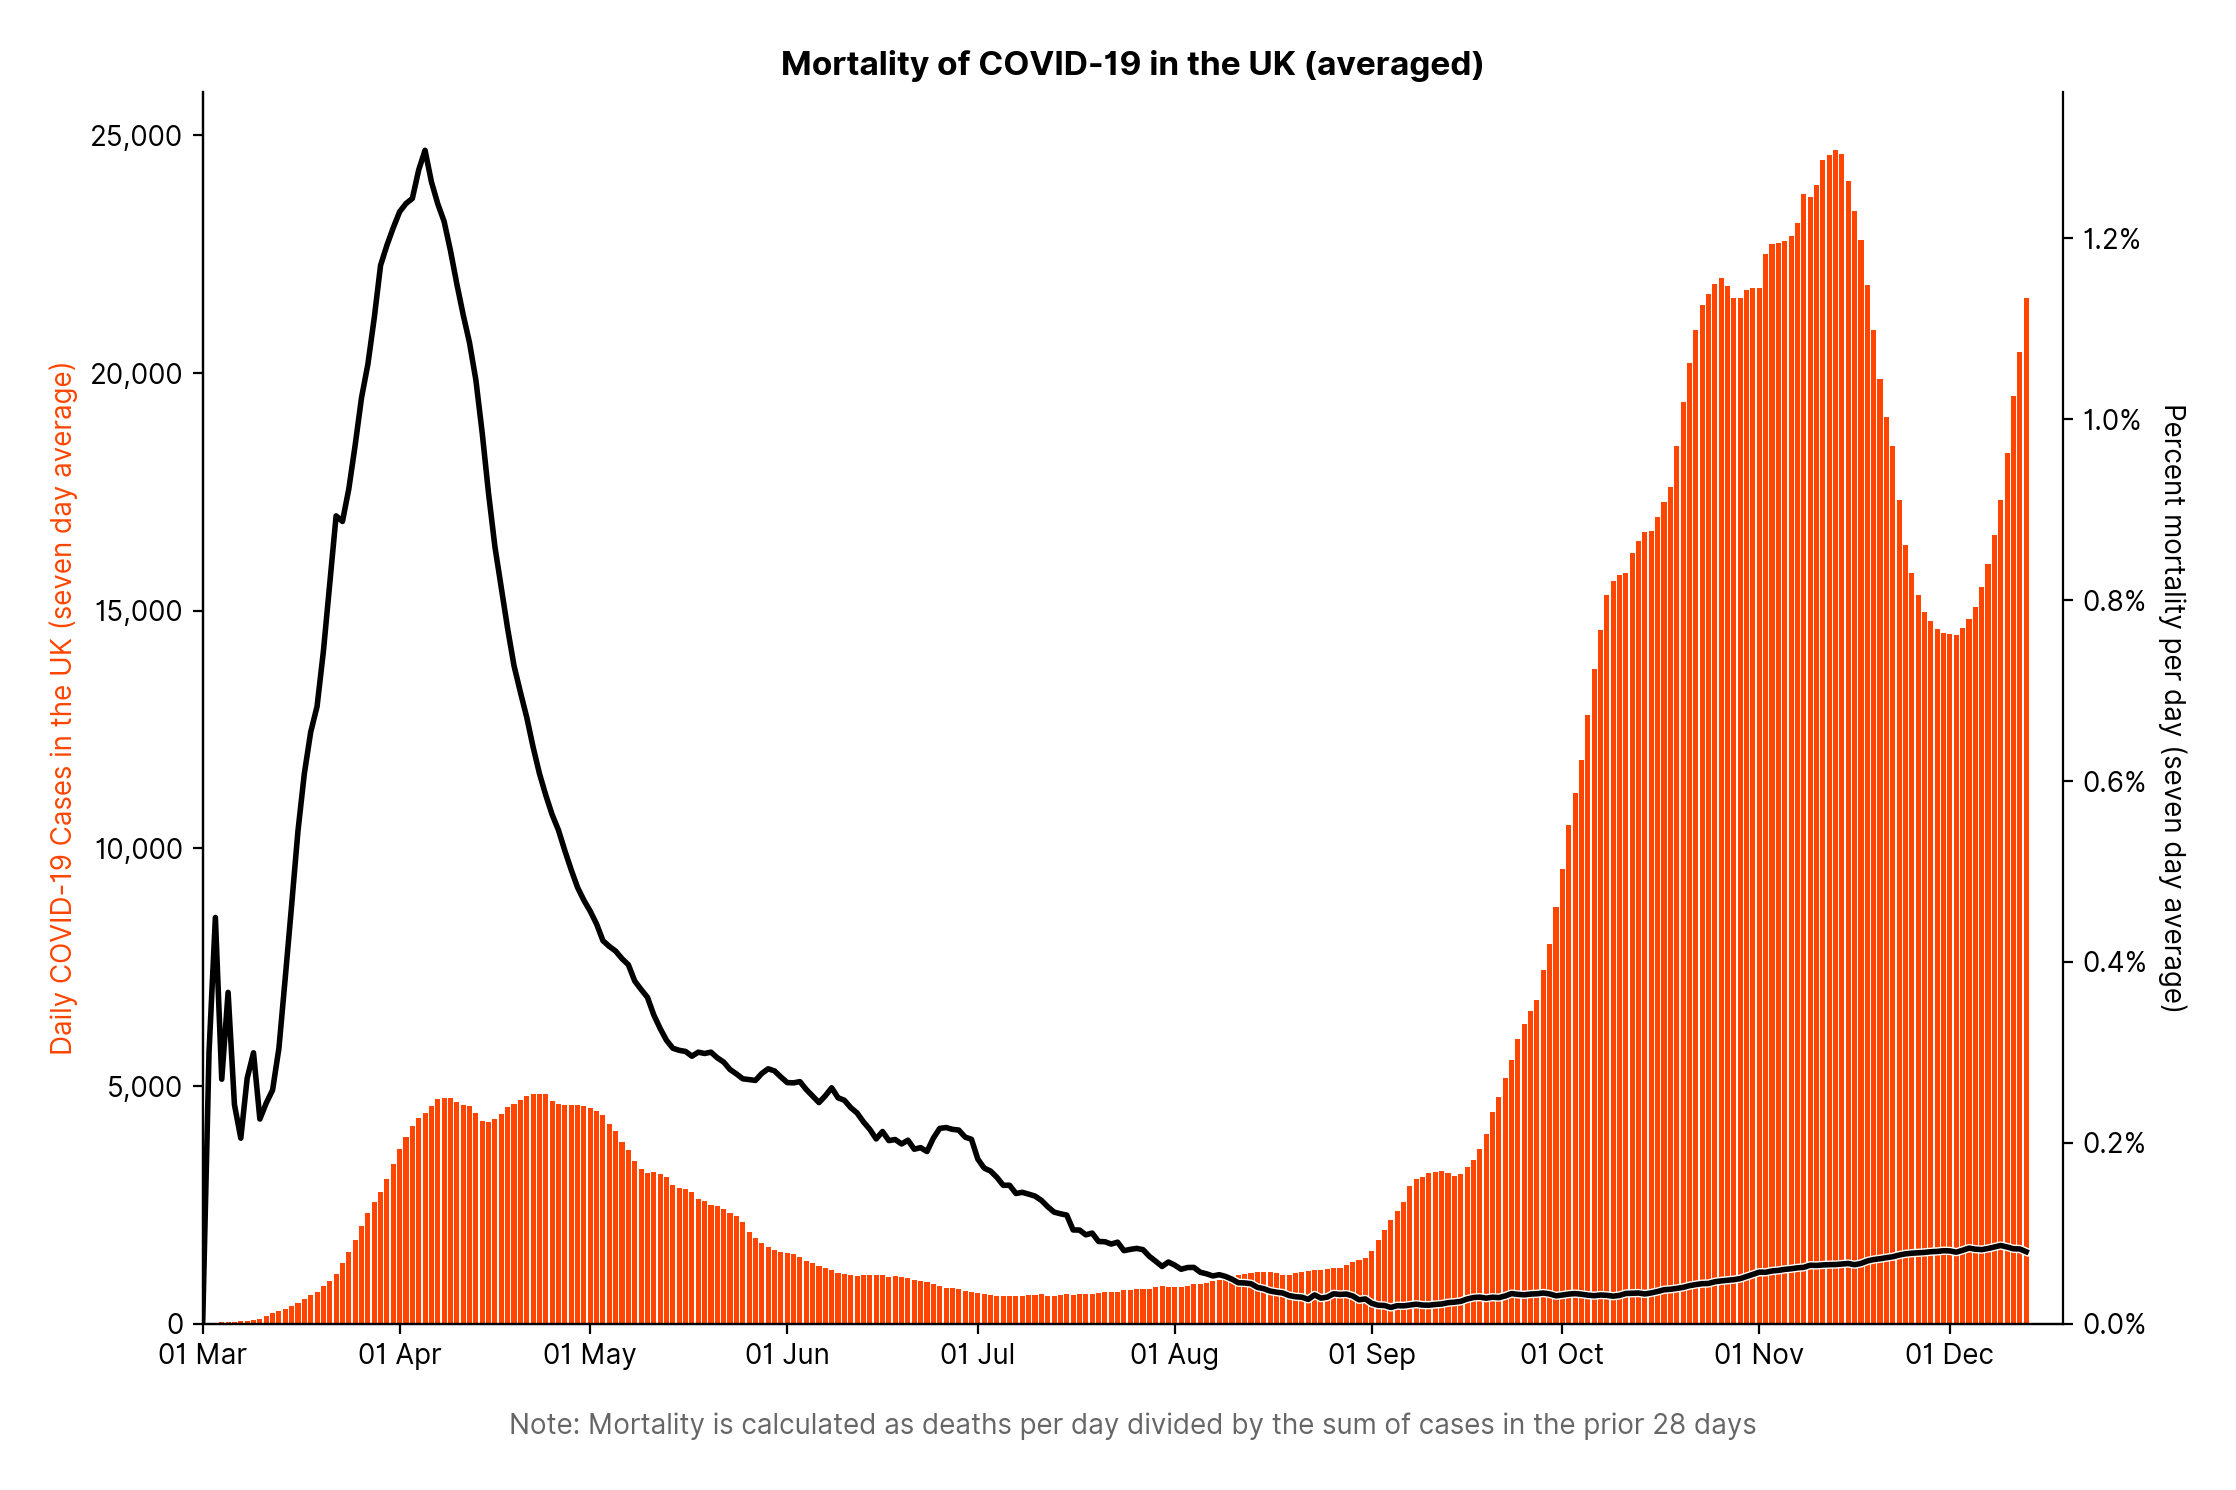 Mortality of COVID-19 in the UK (averaged)
Daily COVID-19 Cases in the UK (seven day average)
25,000
20,000
15,000
10,000
5,000
0
1.2%
1.0%
0.8%
0.6%
0.4%
0.2%
0.0%
Percent mortality per day (seven day average)
01 Mar
01 Apr
01 May
01 Jun
01 Jul
01 Aug
01 Sep
01 Oct
01 Nov
01 Dec
Note: Mortality is calculated as deaths per day divided by the sum of cases in the prior 28 days